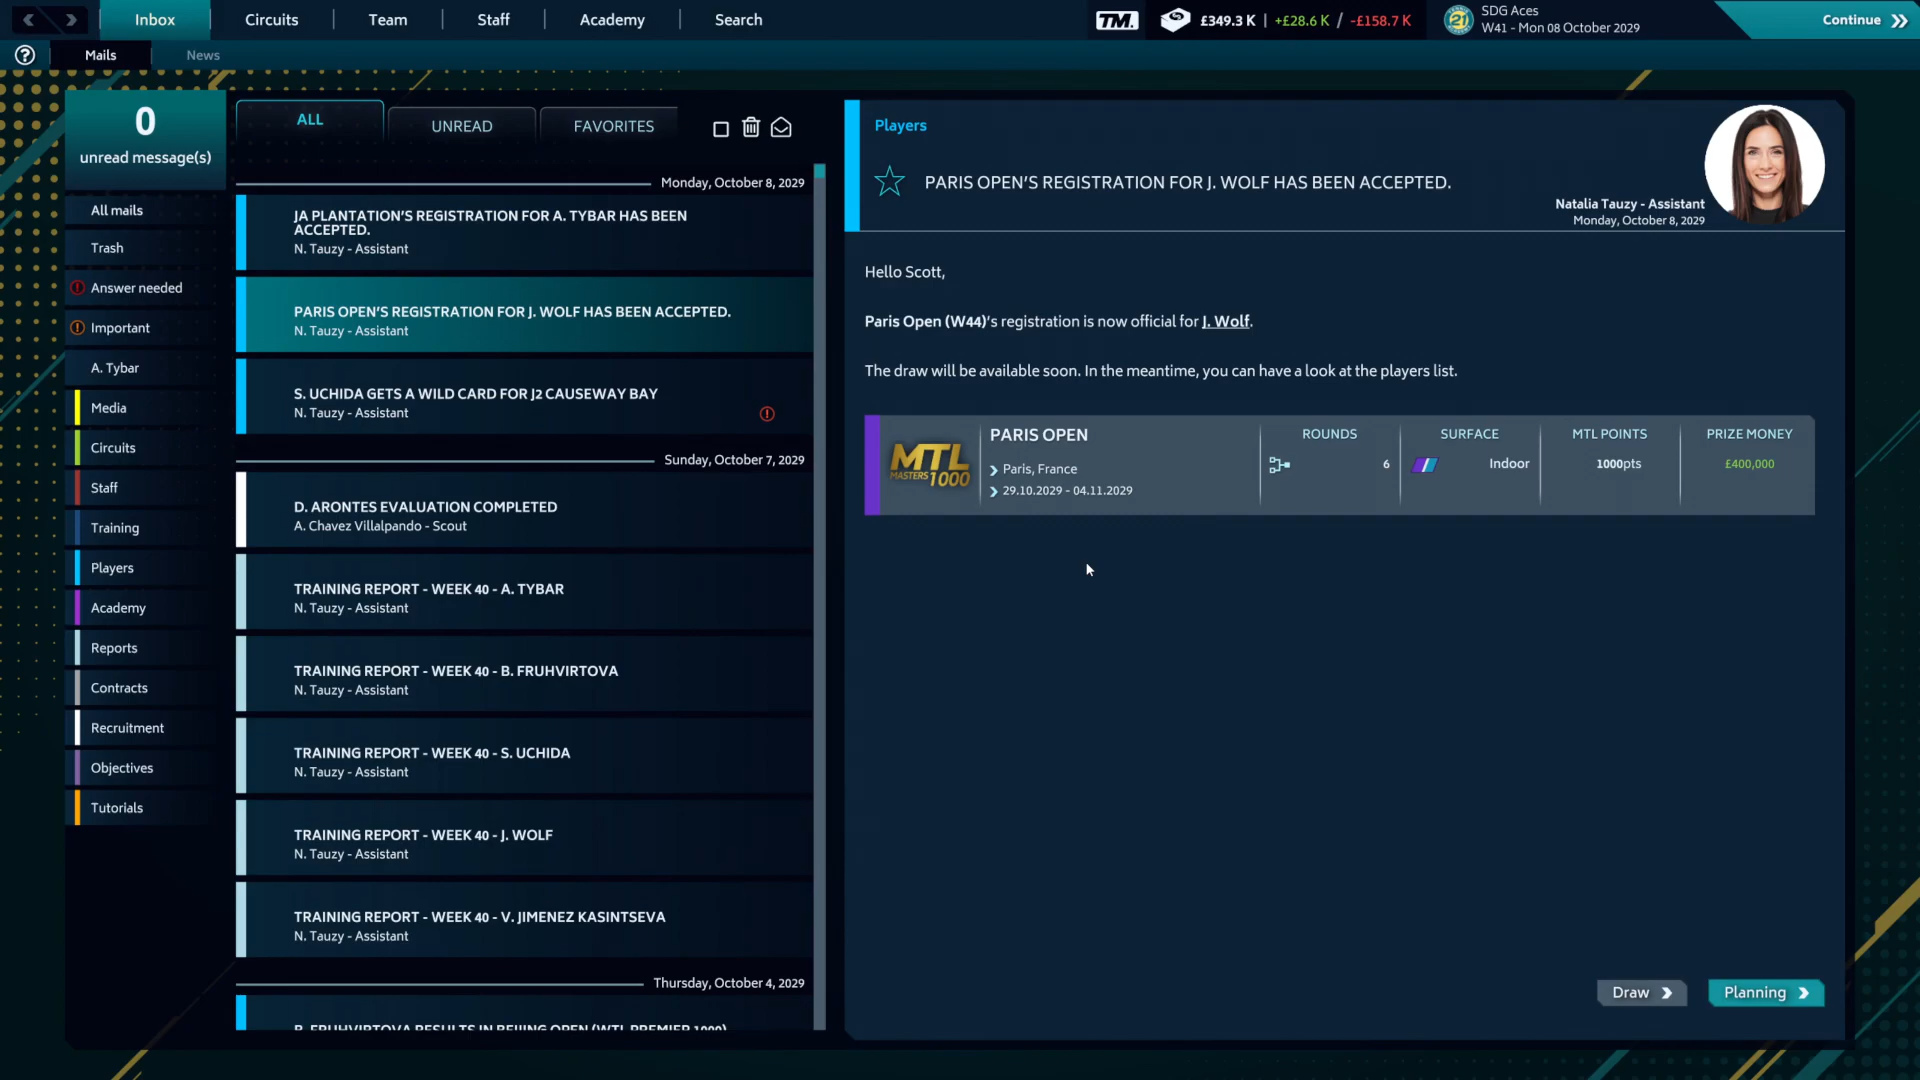 Inbox
Circuits
Team
Staff
Academy
Search
TM.
£349.3 K | +£28.6 K / -£158.7 K
21
SDG Aces
W41 - Mon 08 October 2029
Continue
Mails
News
0
unread message(s)
All mails
Trash
Answer needed
Important
A. Tybar
Media
Circuits
Staff
Training
Players
Academy
Reports
Contracts
Recruitment
Objectives
Tutorials
ALL
UNREAD
FAVORITES
Monday, October 8, 2029
JA PLANTATION'S REGISTRATION FOR A. TYBAR HAS BEEN
ACCEPTED.
N. Tauzy - Assistant
PARIS OPEN'S REGISTRATION FOR J. WOLF HAS BEEN ACCEPTED.
N. Tauzy - Assistant
S. UCHIDA GETS A WILD CARD FOR J2 CAUSEWAY BAY
N. Tauzy - Assistant
Sunday, October 7, 2029
D. ARONTES EVALUATION COMPLETED
A. Chavez Villalpando - Scout
TRAINING REPORT - WEEK 40 - A. TYBAR
N. Tauzy - Assistant
TRAINING REPORT - WEEK 40 - B. FRUHVIRTOVA
N. Tauzy - Assistant
TRAINING REPORT - WEEK 40 - S. UCHIDA
N. Tauzy - Assistant
TRAINING REPORT - WEEK 40 - J. WOLF
N. Tauzy - Assistant
TRAINING REPORT - WEEK 40 - V. JIMENEZ KASINTSEVA
N. Tauzy - Assistant
Thursday, October 4, 2029
B. FRUHVIRTOVA RESULTS IN BEIJING OPEN (WTL PREMIER 1000)
Players
PARIS OPEN'S REGISTRATION FOR J. WOLF HAS BEEN ACCEPTED.
Natalia Tauzy - Assistant
Monday, October 8, 2029
Hello Scott,
Paris Open (W44)'s registration is now official for J. Wolf.
The draw will be available soon. In the meantime, you can have a look at the players list.
MTL
MASTERS 1000
PARIS OPEN
Paris, France
29.10.2029 - 04.11.2029
ROUNDS
6
SURFACE
Indoor
MTL POINTS
1000pts
PRIZE MONEY
£400,000
Draw
Planning